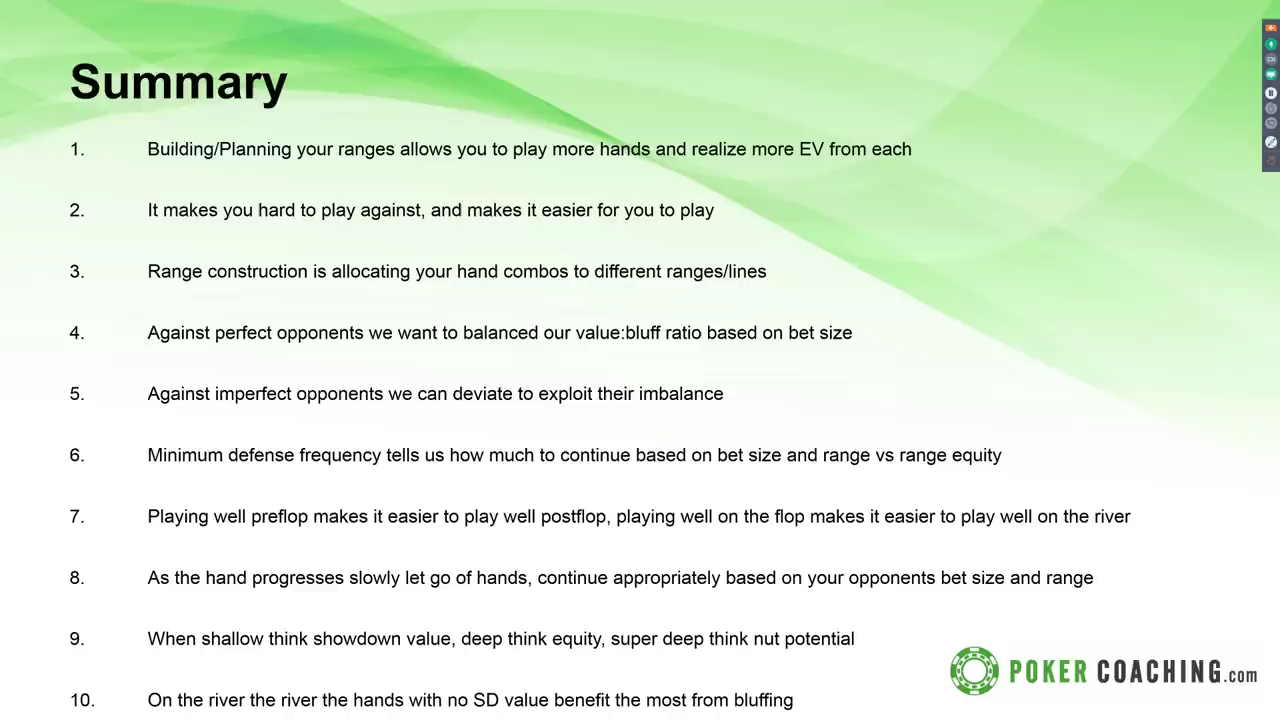 Summary
1. Building/Planning your ranges allows you to play more hands and realize more EV from each
2. It makes you hard to play against, and makes it easier for you to play
3. Range construction is allocating your hand combos to different ranges/lines
4. Against perfect opponents we want to balanced our value:bluff ratio based on bet size
5. Against imperfect opponents we can deviate to exploit their imbalance
6. Minimum defense frequency tells us how much to continue based on bet size and range vs range equity
7. Playing well preflop makes it easier to play well postflop, playing well on the flop makes it easier to play well on the river
8. As the hand progresses slowly let go of hands, continue appropriately based on your opponents bet size and range
9. When shallow think showdown value, deep think equity, super deep think nut potential
POKER COACHING.com
10. On the river the river the hands with no SD value benefit the most from bluffing